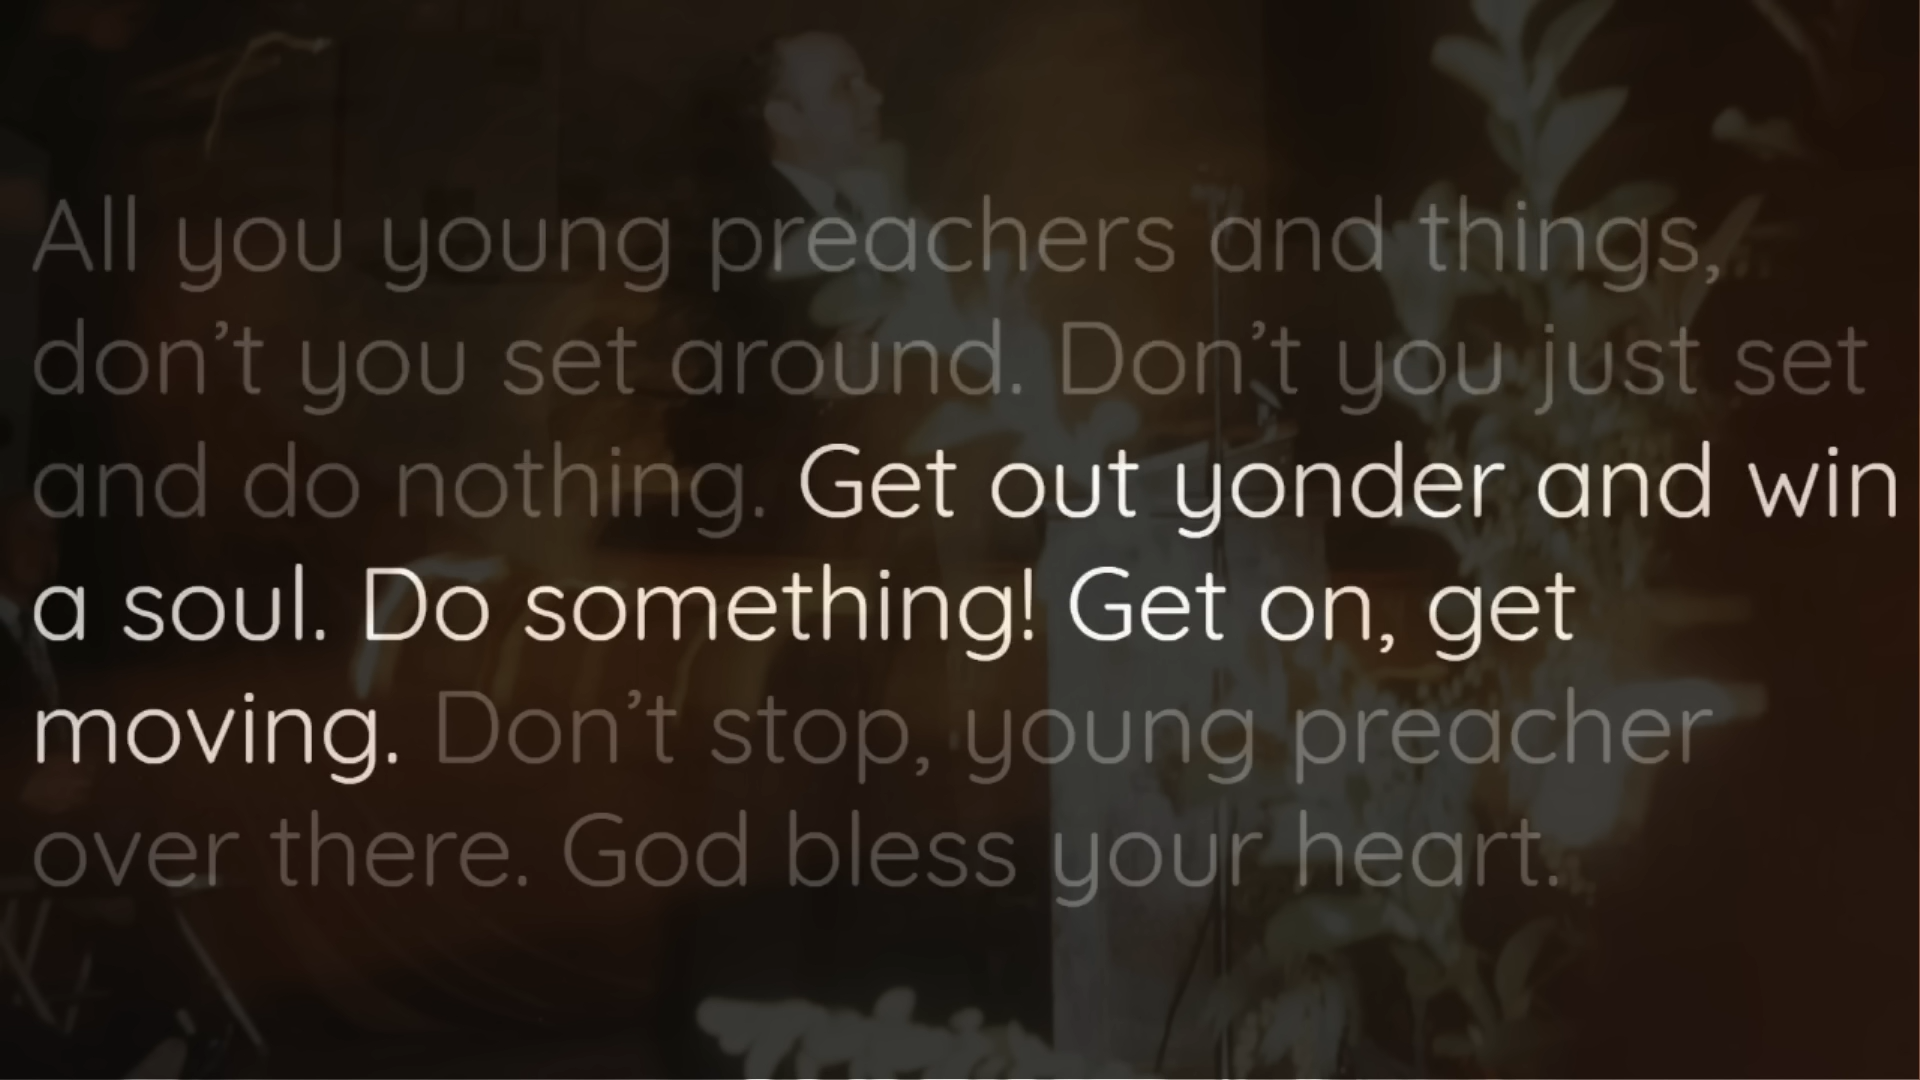 All you young preachers and things,
don’t you set around. Don’t you just set
and do nothing. Get out yonder and win
a soul. Do something! Get on, get
moving. Don’t stop, young preacher
over there. God bless your heart.